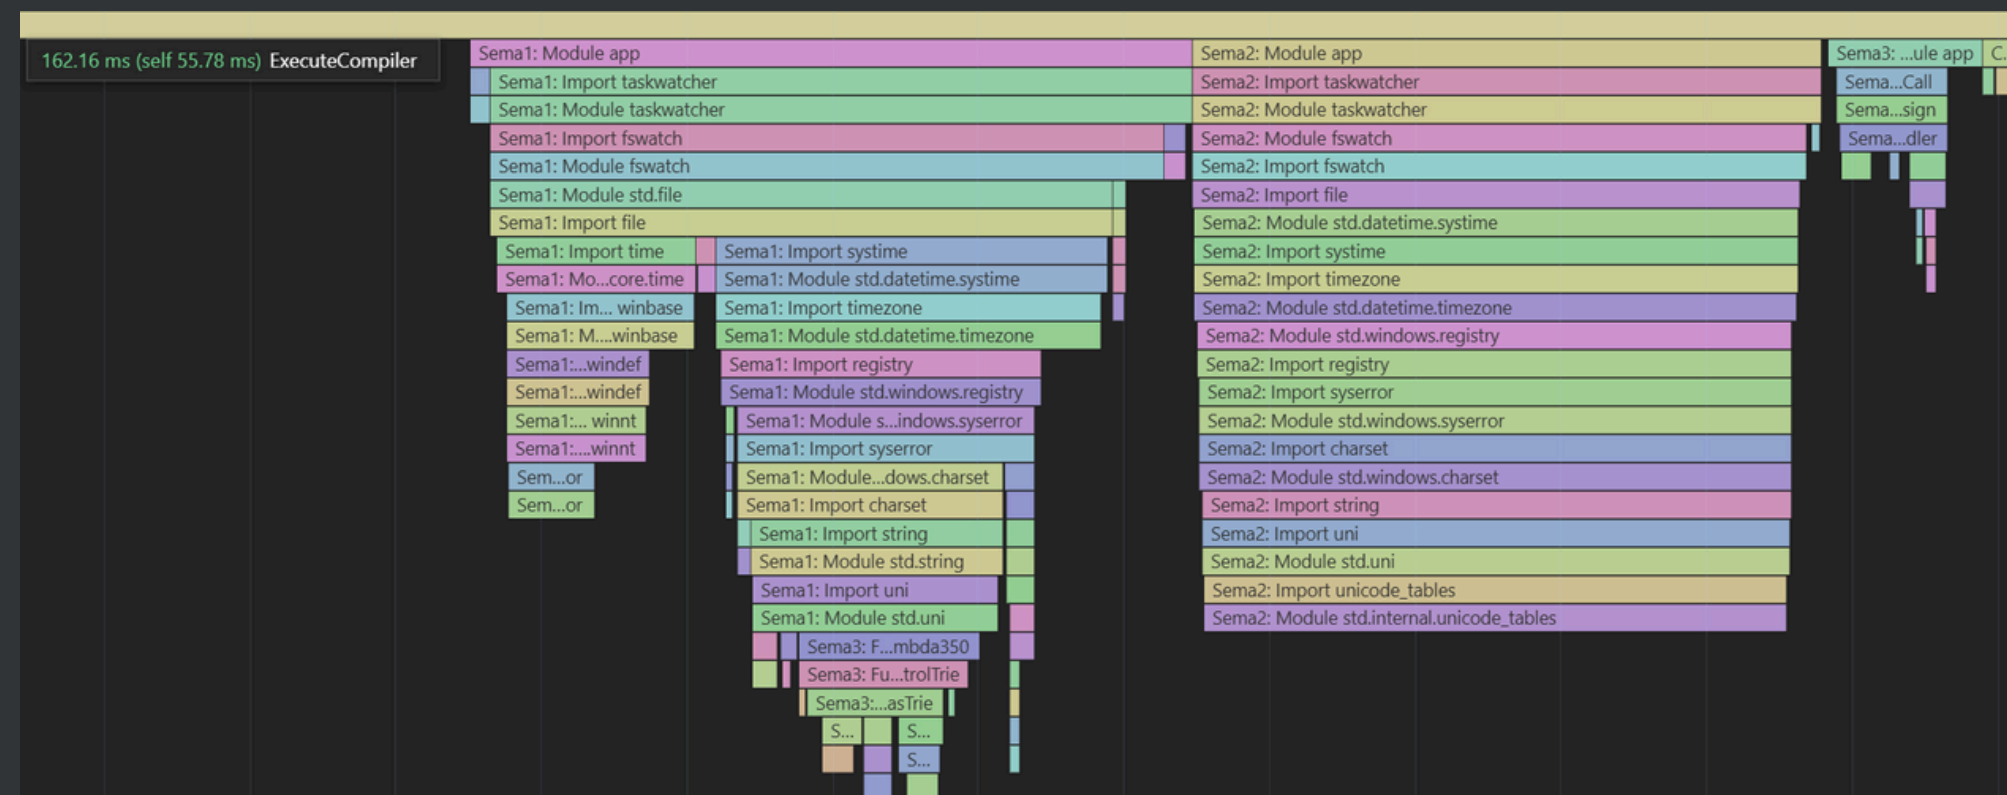 Sema1: Module app
Sema2: Module app
Sema3: ...ule app
C.
162.16 ms (self 55.78 ms) ExecuteCompiler
Sema1: Import taskwatcher
Sema2: Import taskwatcher
Sema...Call
Sema1: Module taskwatcher
Sema2: Module taskwatcher
Sema...sign
Sema1: Import fswatch
Sema2: Module fswatch
Sema...dler
Sema1: Module fswatch
Sema2: Import fswatch
Sema1: Module std.file
Sema2: Import file
Sema1: Import file
Sema2: Module std.datetime.systime
Sema1: Import time
Sema1: Import systime
Sema2: Import systime
Sema1: Mo...core.time
Sema1: Module std.datetime.systime
Sema2: Import timezone
Sema1: Im... winbase
Sema1: Import timezone
Sema2: Module std.datetime.timezone
Sema1: M....winbase
Sema1: Module std.datetime.timezone
Sema2: Module std.windows.registry
Sema1:...windef
Sema1: Import registry
Sema2: Import registry
Sema1:...windef
Sema1: Module std.windows.registry
Sema2: Import syserror
Sema1:... winnt
Sema1: Module s...indows.syserror
Sema2: Module std.windows.syserror
Sema1:....winnt
Sema1: Import syserror
Sema2: Import charset
Sem...or
Sema1: Module...dows.charset
Sema2: Module std.windows.charset
Sem...or
Sema1: Import charset
Sema2: Import string
Sema1: Import string
Sema2: Import uni
Sema1: Module std.string
Sema2: Module std.uni
Sema1: Import uni
Sema2: Import unicode_tables
Sema1: Module std.uni
Sema2: Module std.internal.unicode_tables
Sema3: F...mbda350
Sema3: Fu...trolTrie
Sema3:...asTrie
S...
S...
S...